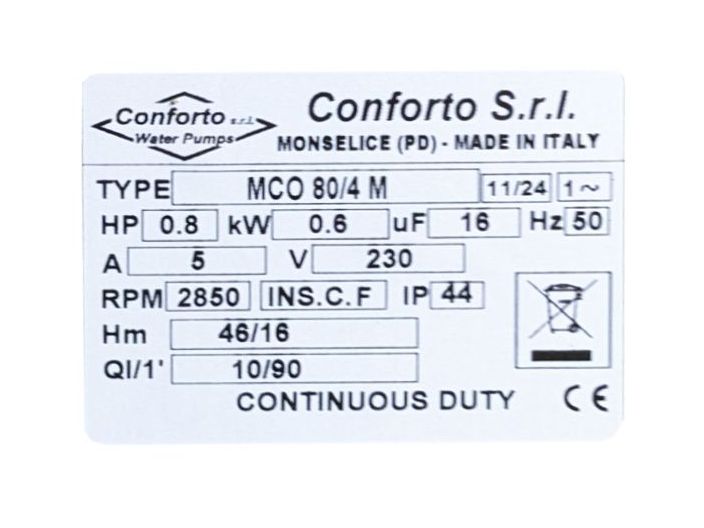 Conforto s.r.l.
Water Pumps
Conforto S.r.l.
MONSELICE (PD) - MADE IN ITALY
TYPE MCO 80/4 M 11/24 1~
HP 0.8 kW 0.6 uF 16 Hz 50
A 5 V 230
RPM 2850 INS.C.F IP 44
Hm 46/16
Ql/1' 10/90
CONTINUOUS DUTY CE